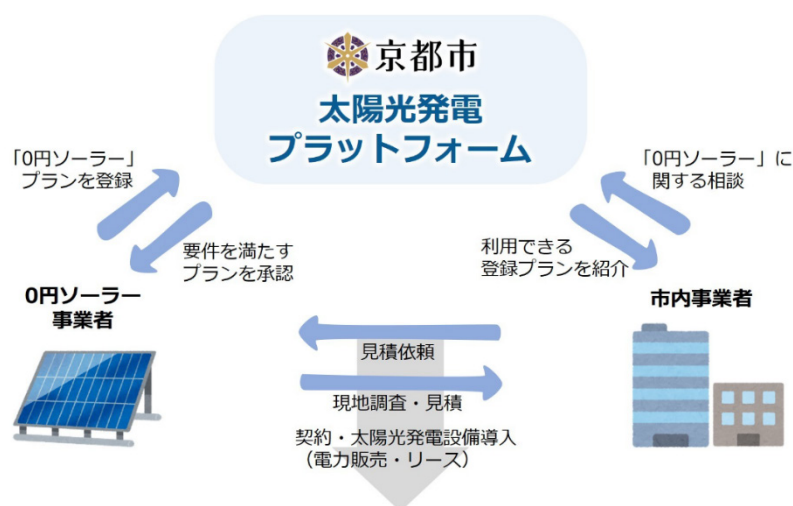 京都市
太陽光発電
プラットフォーム
「0円ソーラー」
プランを登録
「0円ソーラー」に
関する相談
要件を満たす
プランを承認
利用できる
登録プランを紹介
0円ソーラー
事業者
市内事業者
見積依頼
現地調査・見積
契約・太陽光発電設備導入
（電力販売・リース）